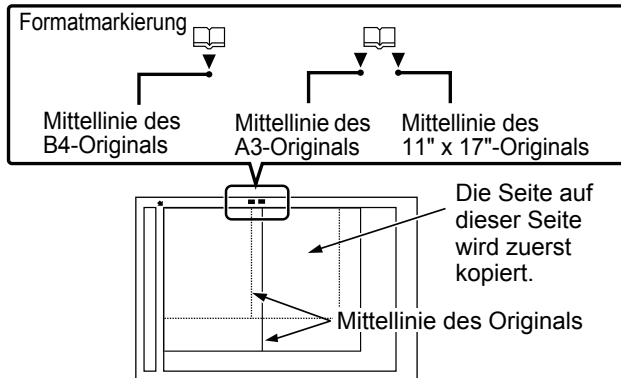 Formatmarkierung
Mittellinie des
B4-Originals
Mittellinie des
A3-Originals
Mittellinie des
11" x 17"-Originals
Die Seite auf
dieser Seite
wird zuerst
kopiert.
Mittellinie des Originals